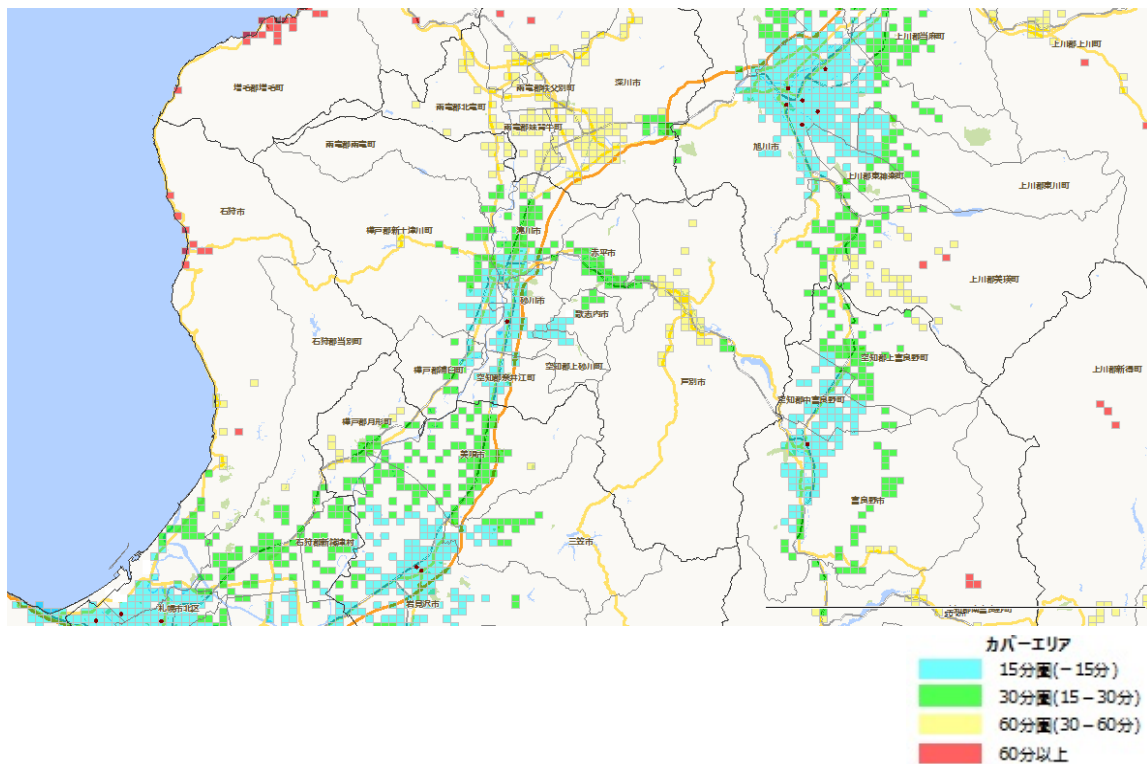 上川郡当麻町
上川郡上川町
増毛郡増毛町
雨竜郡秩父別町
深川市
雨竜郡北竜町
雨竜郡妹背牛町
雨竜郡雨竜町
旭川市
上川郡東神楽町
上川郡東川町
石狩市
樺戸郡新十津川町
滝川市
赤平市
上川郡美瑛町
砂川市
歌志内市
石狩郡当別町
空知郡上富良野町
樺戸郡浦臼町
空知郡奈井江町
空知郡上砂川町
芦別市
上川郡新得町
空知郡中富良野町
樺戸郡月形町
美唄市
富良野市
石狩郡新篠津村
三笠市
札幌市北区
岩見沢市
空知郡南富良野町
カバーエリア
15分圏(-15分)
30分圏(15-30分)
60分圏(30-60分)
60分以上